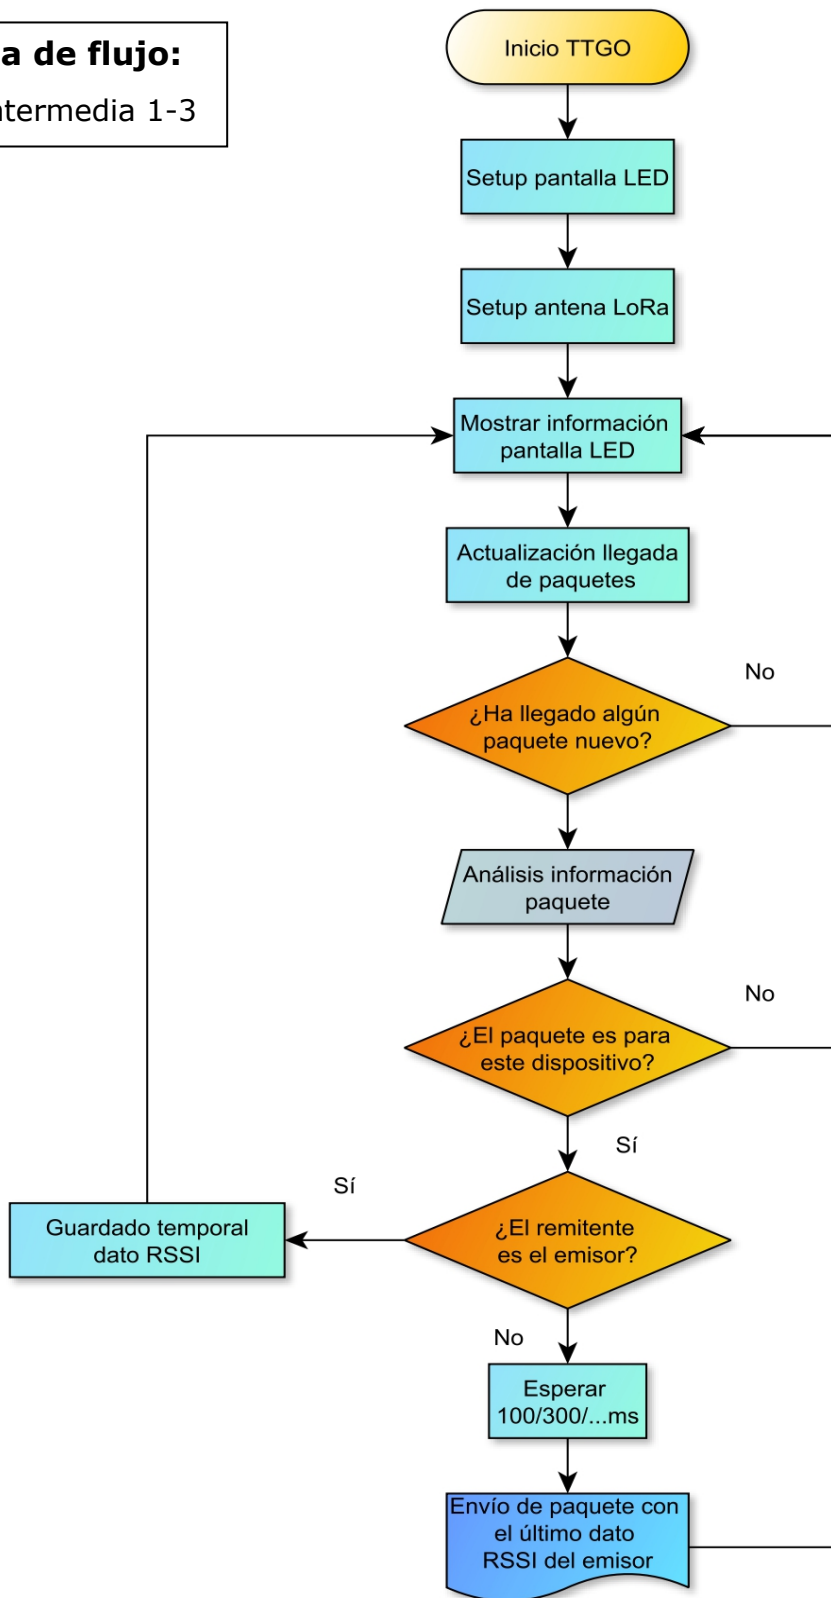 a de flujo:
ntermedia 1-3
Inicio TTGO
Setup pantalla LED
Setup antena LoRa
Mostrar información
pantalla LED
Actualización llegada
de paquetes
No
¿Ha llegado algún
paquete nuevo?
Análisis información
paquete
No
¿El paquete es para
este dispositivo?
Sí
Sí
¿El remitente
es el emisor?
Guardado temporal
dato RSSI
No
Esperar
100/300/...ms
Envío de paquete con
el último dato
RSSI del emisor